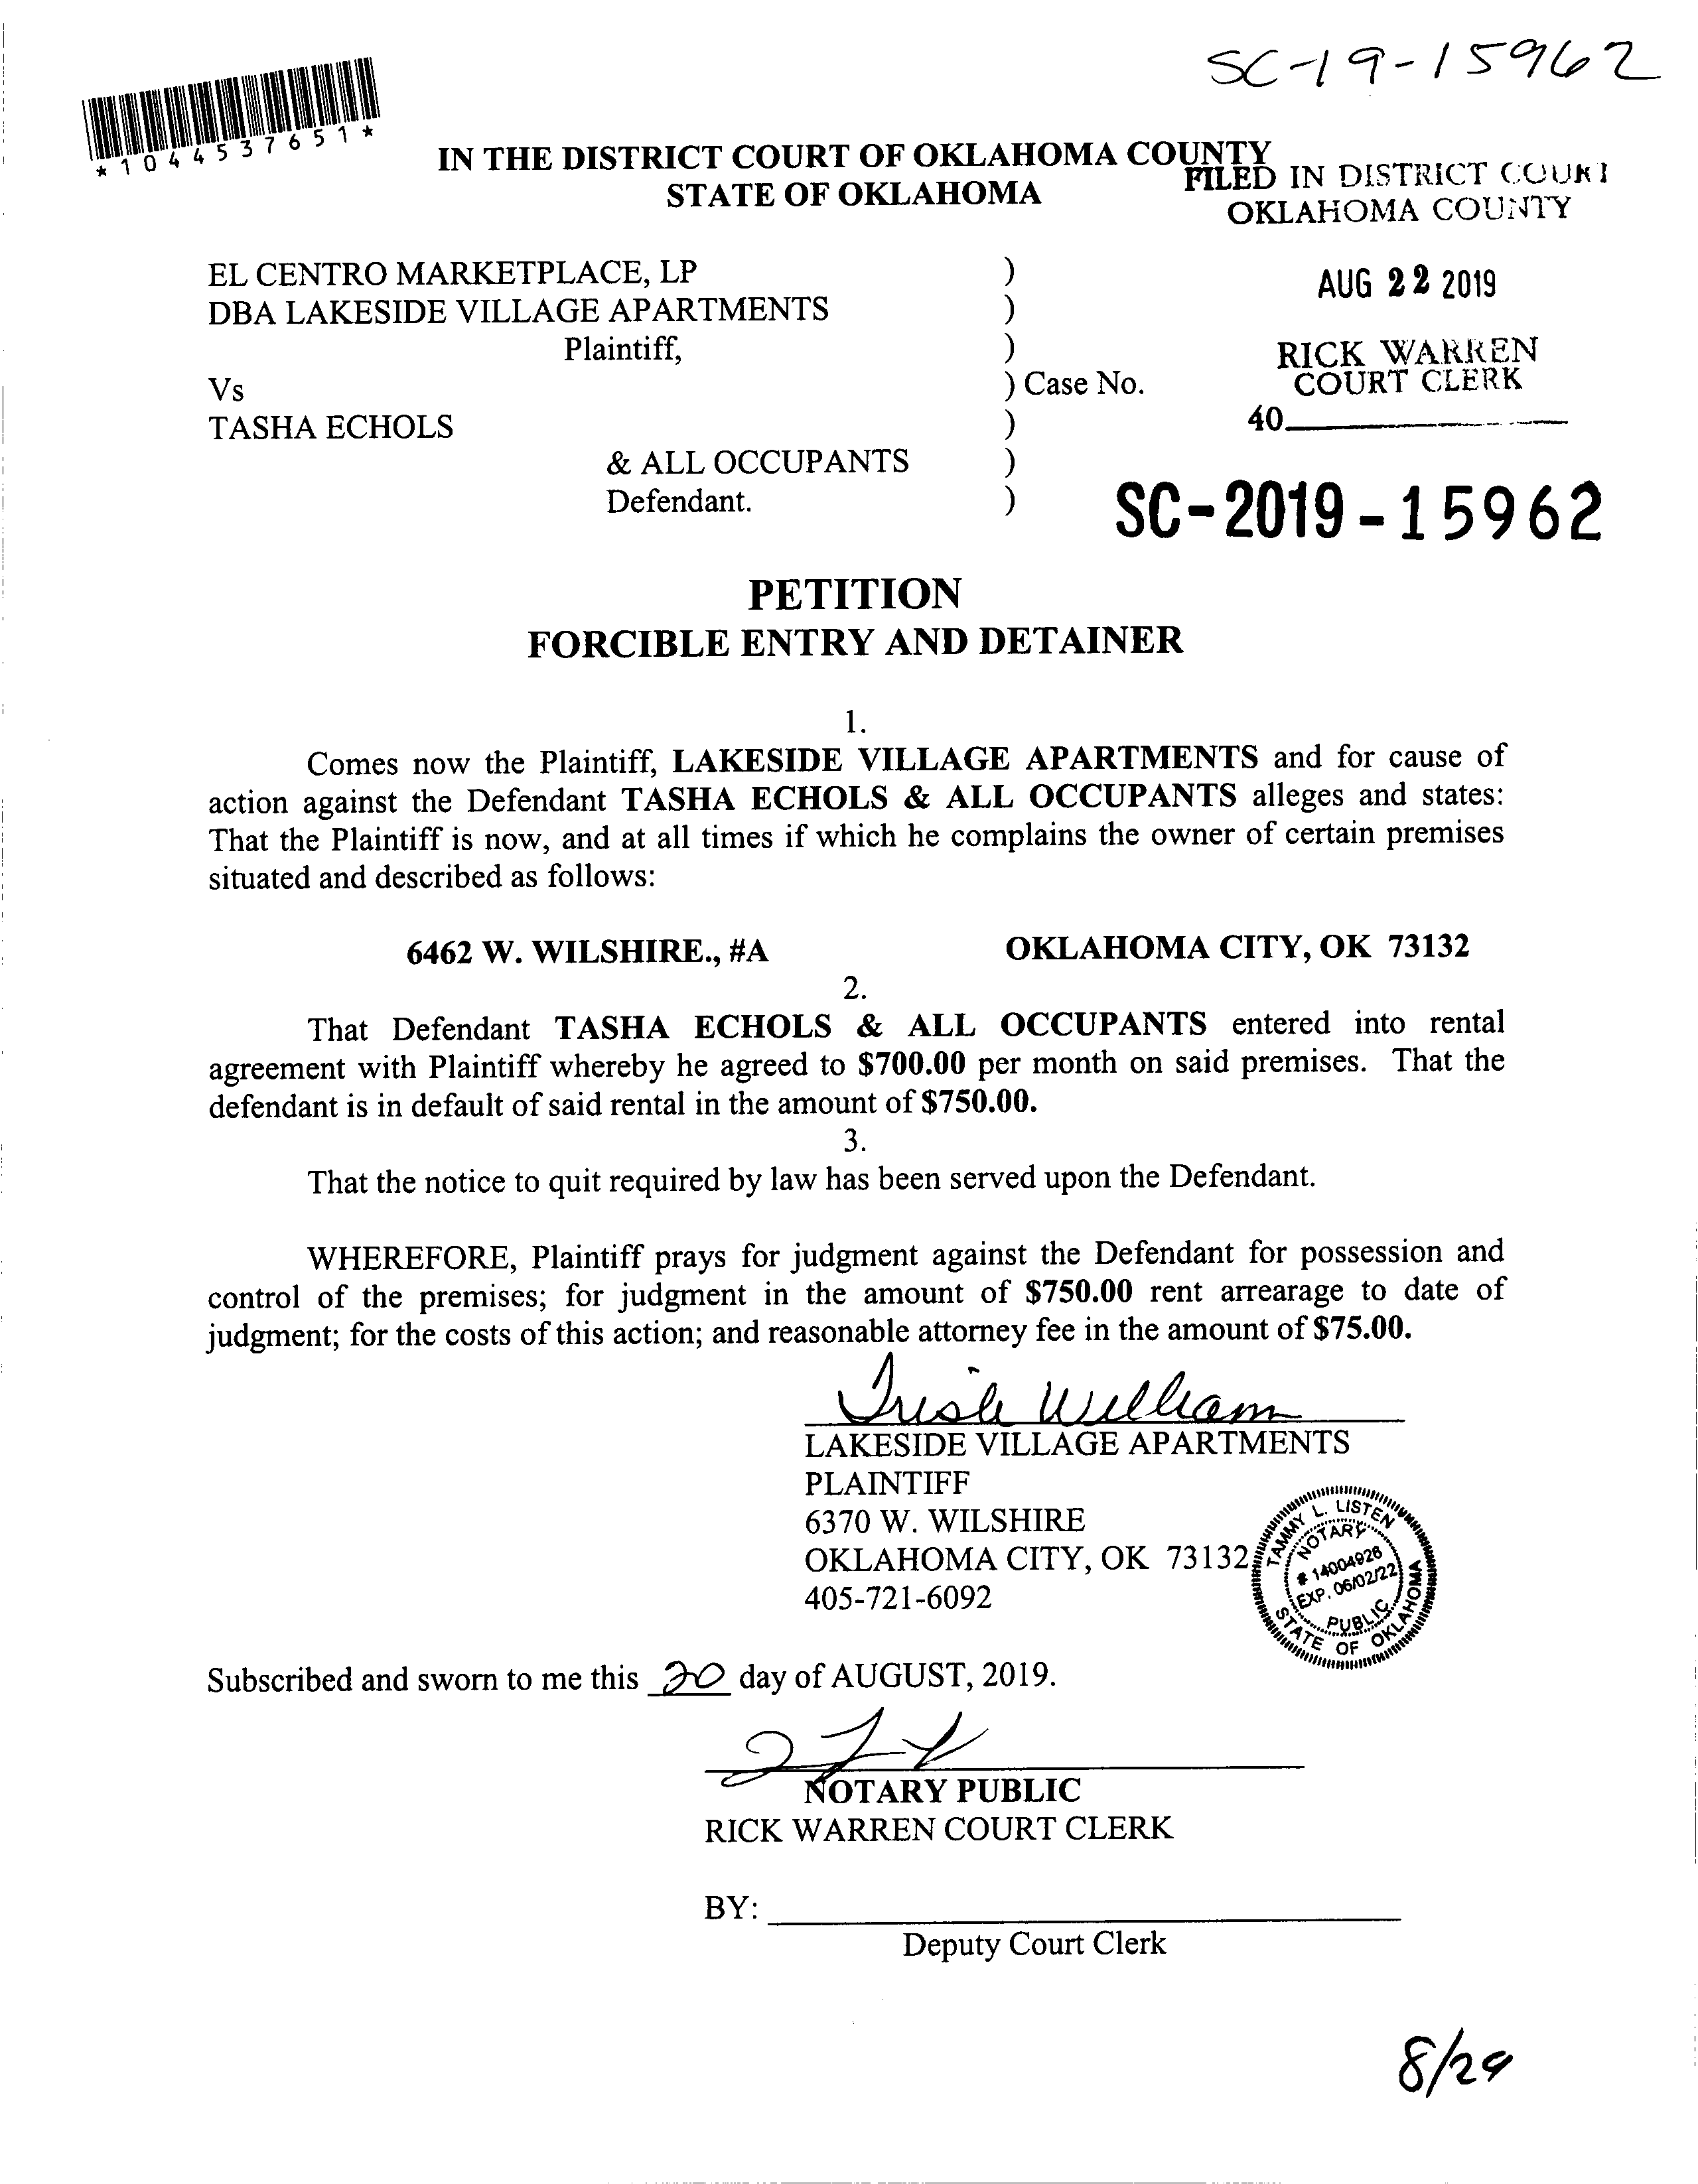 SC-19-15962
*1044537651*
IN THE DISTRICT COURT OF OKLAHOMA COUNTY
STATE OF OKLAHOMA
FILED IN DISTRICT COURT
OKLAHOMA COUNTY
EL CENTRO MARKETPLACE, LP )
DBA LAKESIDE VILLAGE APARTMENTS )
AUG 22 2019
Plaintiff, )
RICK WARREN
COURT CLERK
Vs ) Case No.
TASHA ECHOLS )
40
& ALL OCCUPANTS )
Defendant. )
SC-2019-15962
PETITION
FORCIBLE ENTRY AND DETAINER
1.
Comes now the Plaintiff, LAKESIDE VILLAGE APARTMENTS and for cause of
action against the Defendant TASHA ECHOLS & ALL OCCUPANTS alleges and states:
That the Plaintiff is now, and at all times if which he complains the owner of certain premises
situated and described as follows:
6462 W. WILSHIRE., #A OKLAHOMA CITY, OK 73132
2.
That Defendant TASHA ECHOLS & ALL OCCUPANTS entered into rental
agreement with Plaintiff whereby he agreed to $700.00 per month on said premises. That the
defendant is in default of said rental in the amount of $750.00.
3.
That the notice to quit required by law has been served upon the Defendant.
WHEREFORE, Plaintiff prays for judgment against the Defendant for possession and
control of the premises; for judgment in the amount of $750.00 rent arrearage to date of
judgment; for the costs of this action; and reasonable attorney fee in the amount of $75.00.
Trish William
LAKESIDE VILLAGE APARTMENTS
PLAINTIFF
6370 W. WILSHIRE
OKLAHOMA CITY, OK 73132
405-721-6092
TAMMY L. LISTEN
NOTARY
# 14004926
EXP. 06/02/22
PUBLIC
STATE OF OKLAHOMA
Subscribed and sworn to me this 20 day of AUGUST, 2019.
NOTARY PUBLIC
RICK WARREN COURT CLERK
BY:
Deputy Court Clerk
8/29